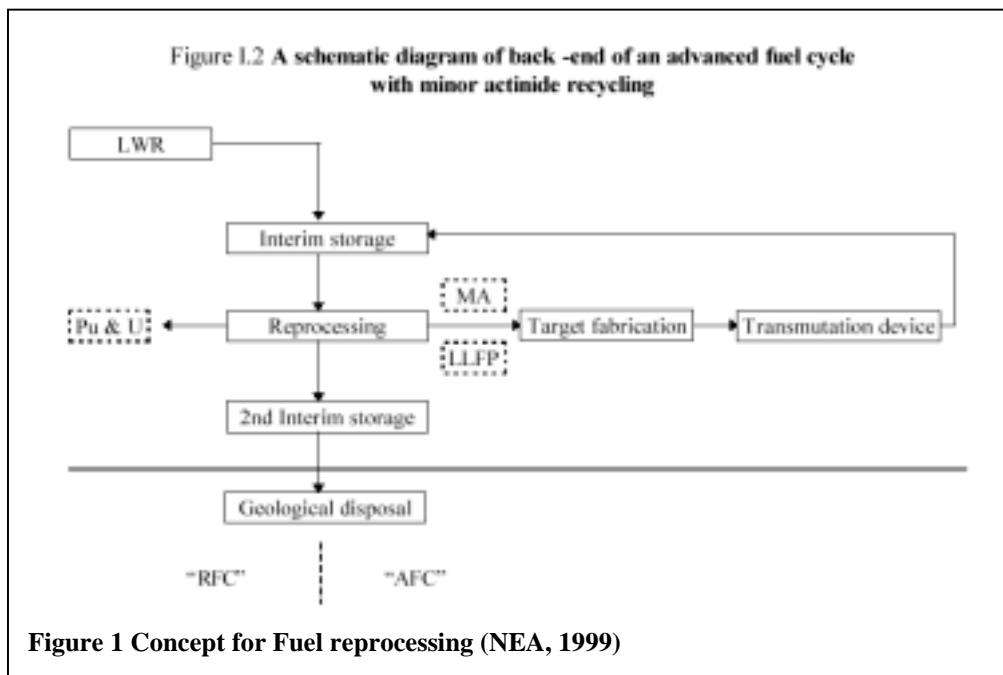 Figure I.2 A schematic diagram of back -end of an advanced fuel cycle
with minor actinide recycling
LWR
Interim storage
MA
Pu & U
Reprocessing
Target fabrication
Transmutation device
LLFP
2nd Interim storage
Geological disposal
“RFC”
“AFC”
Figure 1 Concept for Fuel reprocessing (NEA, 1999)